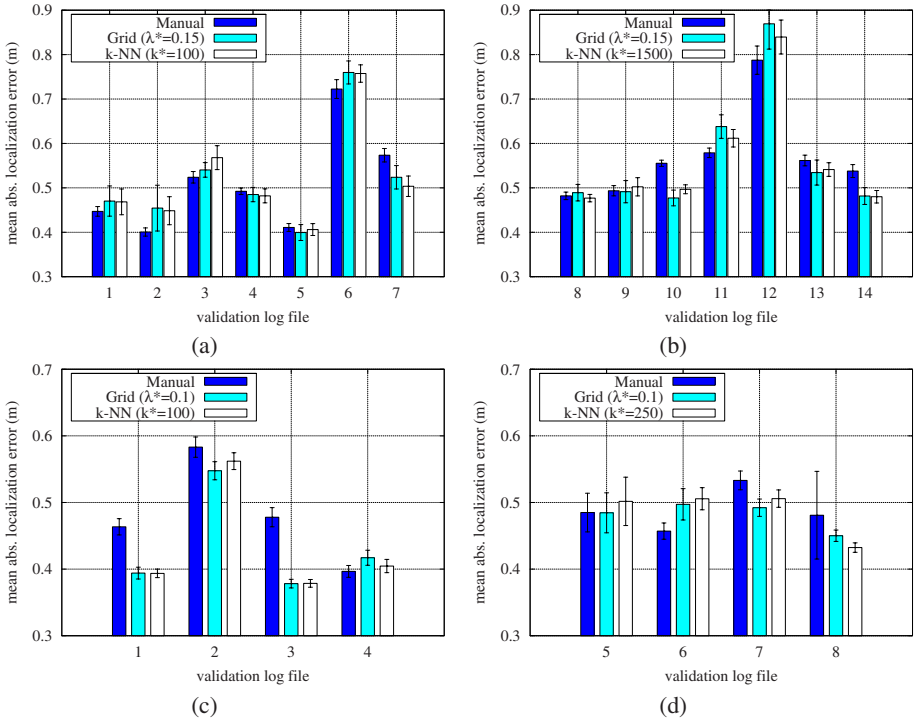 mean abs. localization error (m)
0.9
0.8
0.7
0.6
0.5
0.4
0.3
Manual
Grid (λ*=0.15)
k-NN (k*=100)
1 2 3 4 5 6 7
validation log file
(a)
mean abs. localization error (m)
0.9
0.8
0.7
0.6
0.5
0.4
0.3
Manual
Grid (λ*=0.15)
k-NN (k*=1500)
8 9 10 11 12 13 14
validation log file
(b)
mean abs. localization error (m)
0.7
0.6
0.5
0.4
0.3
Manual
Grid (λ*=0.1)
k-NN (k*=100)
1 2 3 4
validation log file
(c)
mean abs. localization error (m)
0.7
0.6
0.5
0.4
0.3
Manual
Grid (λ*=0.1)
k-NN (k*=250)
5 6 7 8
validation log file
(d)